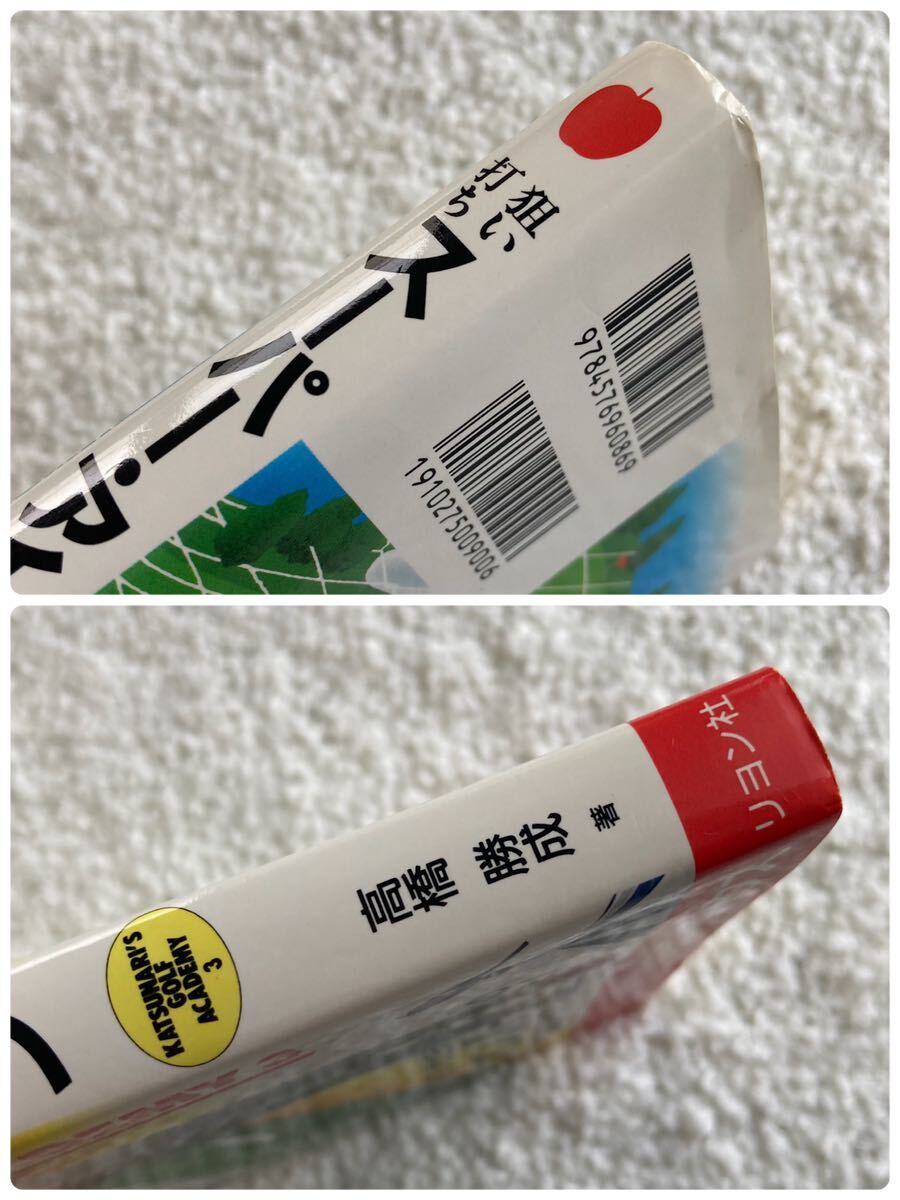 狙い
打ち
スーパー・
9784576960869
1910275009006
KATSUNARI'S
GOLF
ACADEMY
3
高橋 勝成 著
リヨン社